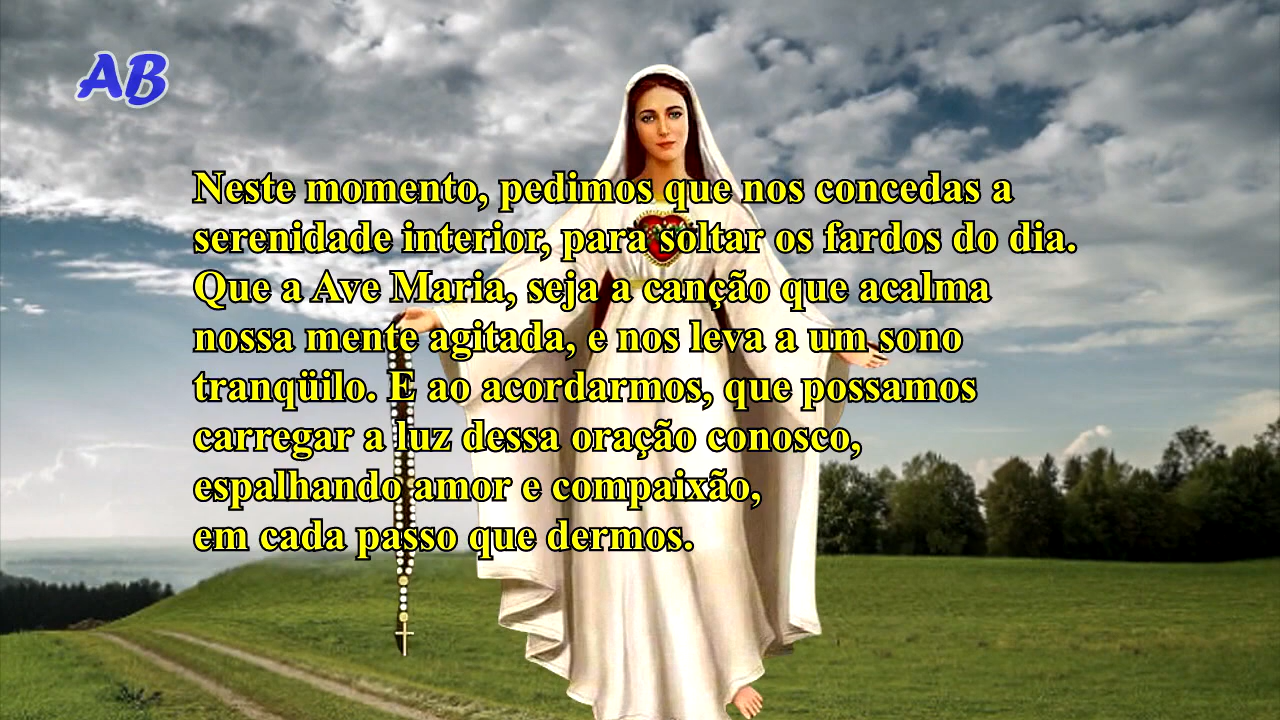 AB
Neste momento, pedimos que nos concedas a
serenidade interior, para soltar os fardos do dia.
Que a Ave Maria, seja a canção que acalma
nossa mente agitada, e nos leva a um sono
tranqüilo. E ao acordarmos, que possamos
carregar a luz dessa oração conosco,
espalhando amor e compaixão,
em cada passo que dermos.